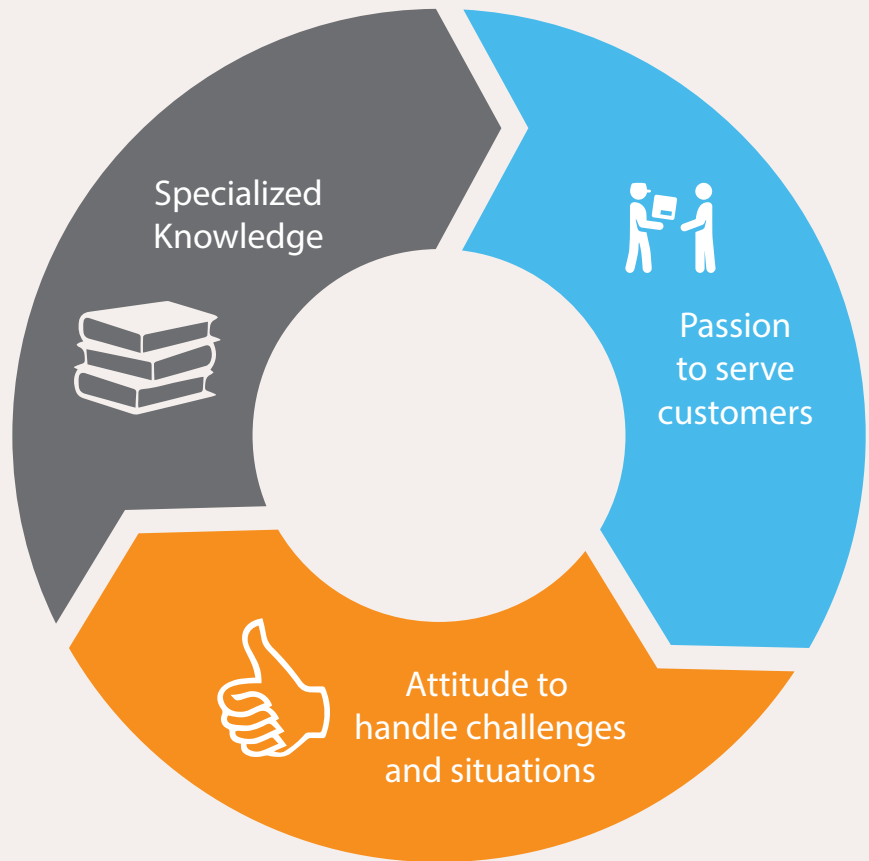 Specialized
Knowledge
Passion
to serve
customers
Attitude to
handle challenges
and situations